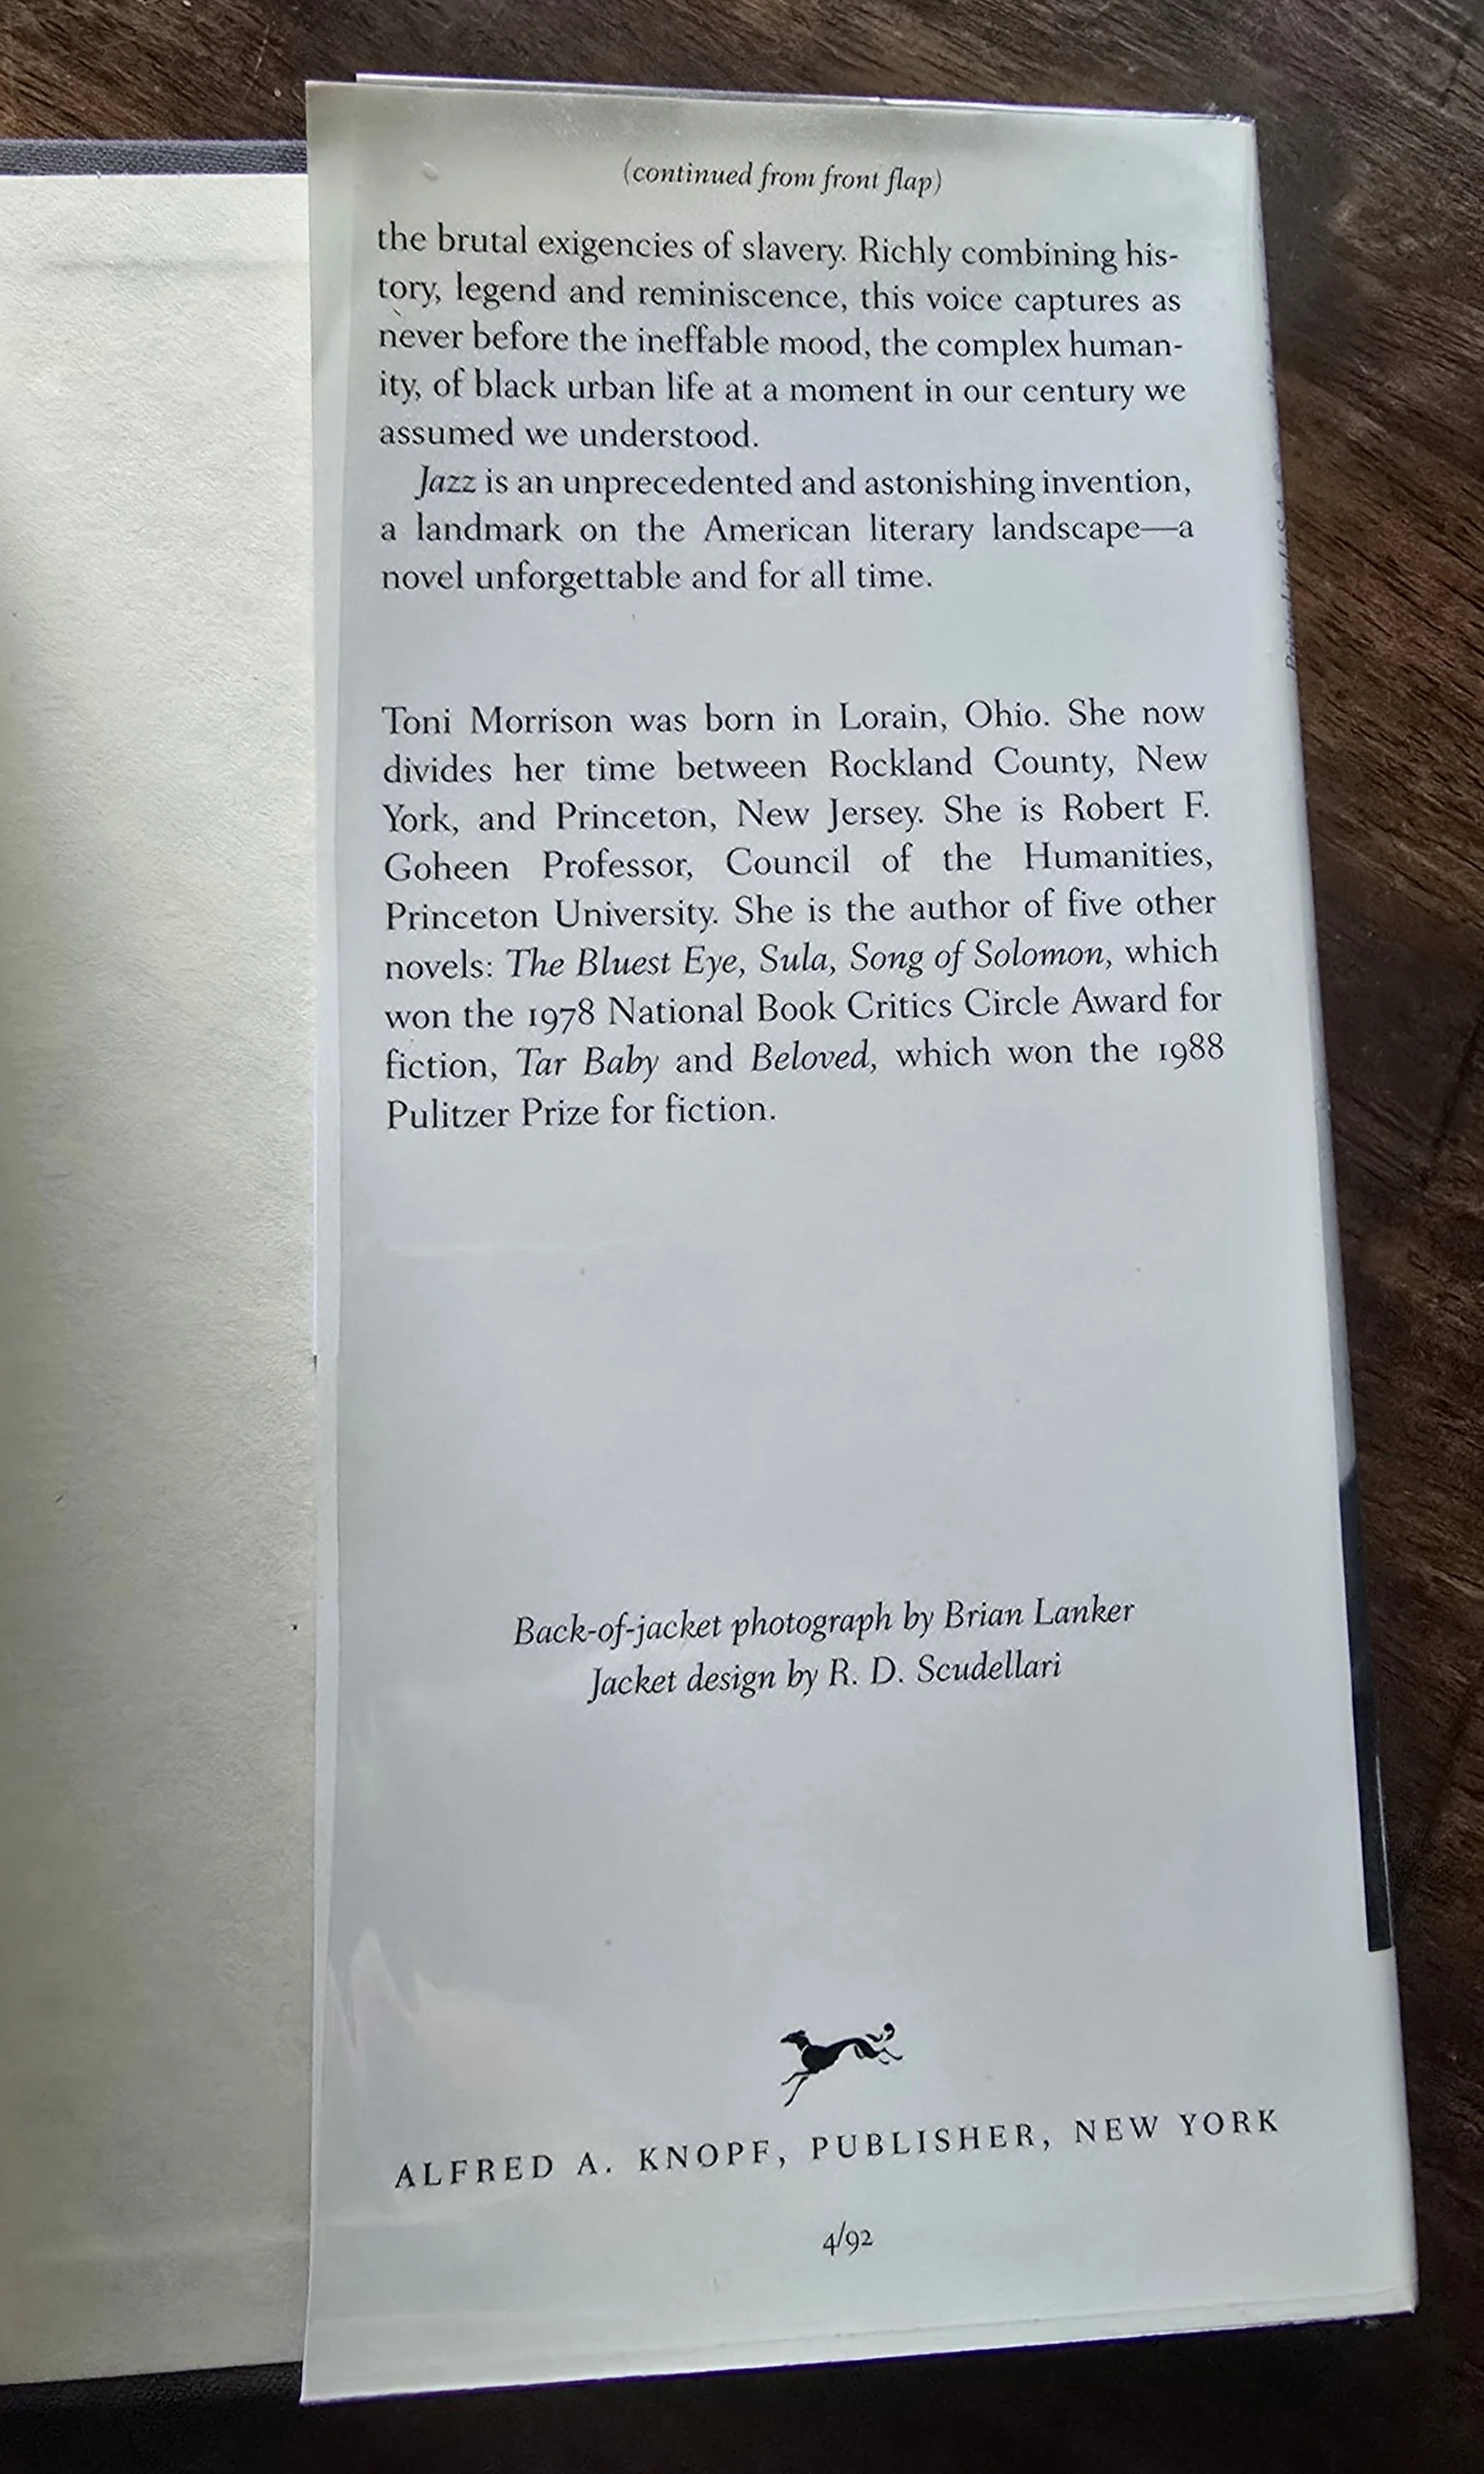 (continued from front flap)
the brutal exigencies of slavery. Richly combining his-
tory, legend and reminiscence, this voice captures as
never before the ineffable mood, the complex human-
ity, of black urban life at a moment in our century we
assumed we understood.
Jazz is an unprecedented and astonishing invention,
a landmark on the American literary landscape—a
novel unforgettable and for all time.
Toni Morrison was born in Lorain, Ohio. She now
divides her time between Rockland County, New
York, and Princeton, New Jersey. She is Robert F.
Goheen Professor, Council of the Humanities,
Princeton University. She is the author of five other
novels: The Bluest Eye, Sula, Song of Solomon, which
won the 1978 National Book Critics Circle Award for
fiction, Tar Baby and Beloved, which won the 1988
Pulitzer Prize for fiction.
Back-of-jacket photograph by Brian Lanker
Jacket design by R. D. Scudellari
ALFRED A. KNOPF, PUBLISHER, NEW YORK
4/92